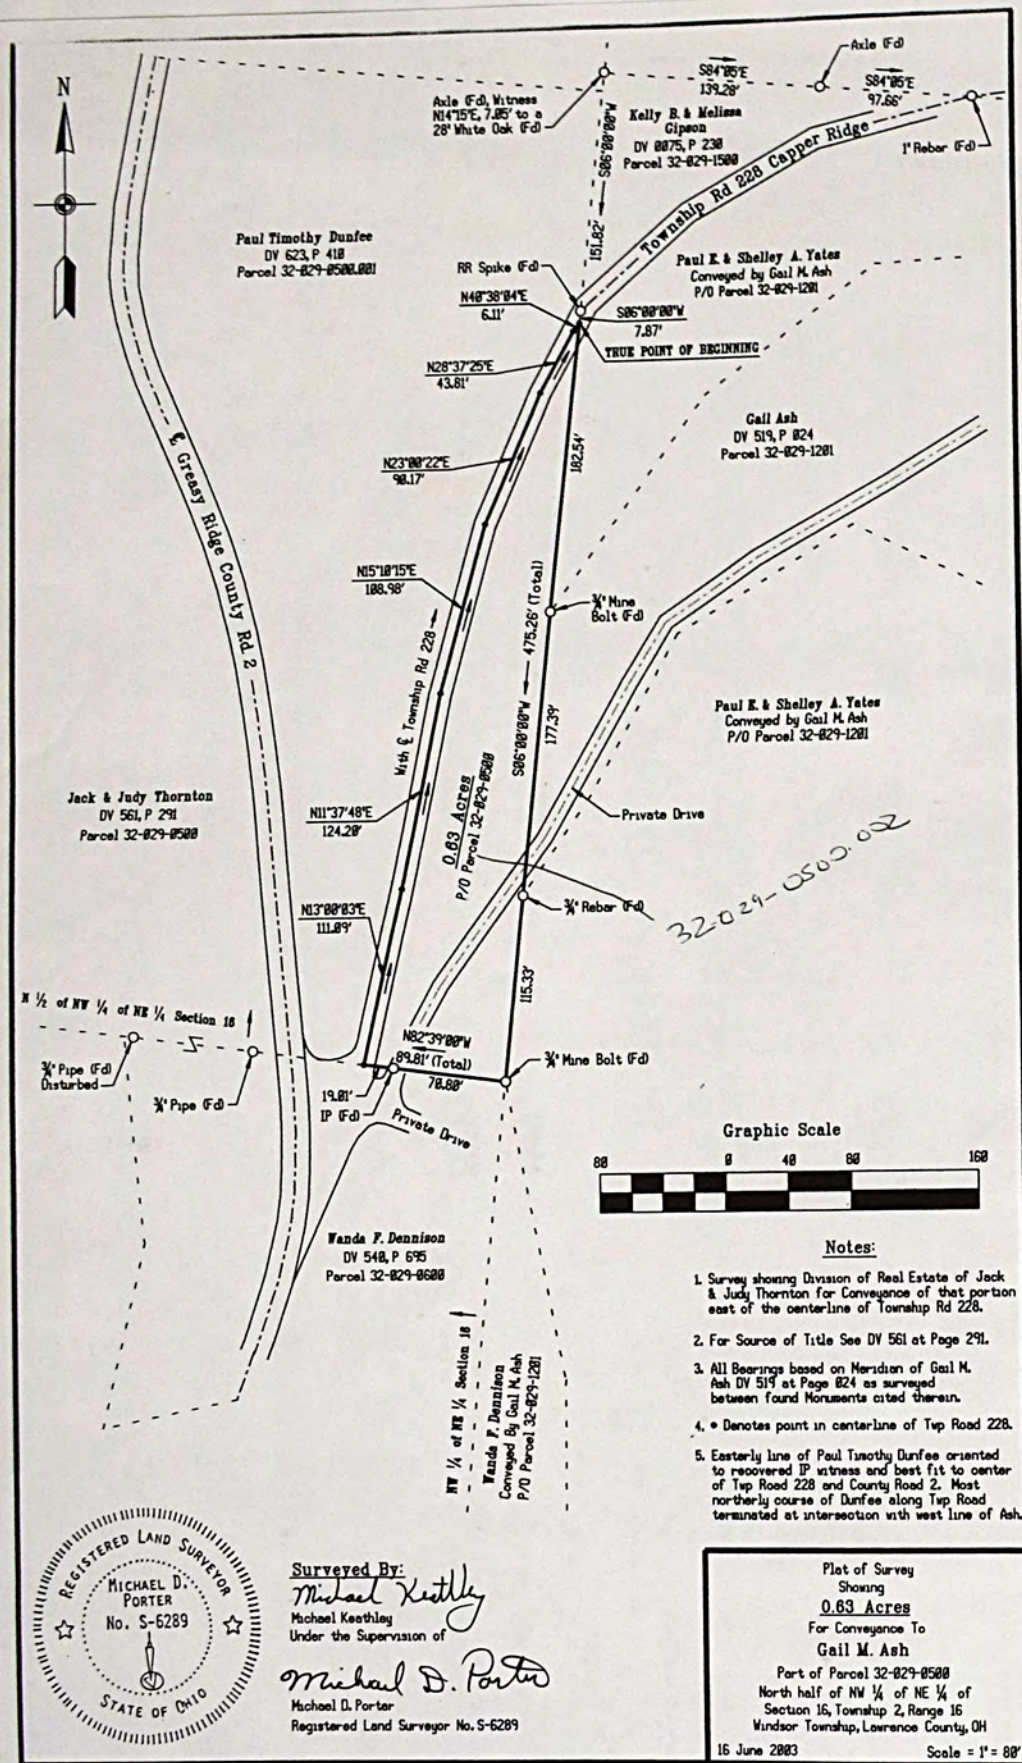 N
Axle (Fd)
S84°05'E
139.28'
S84°05'E
97.66'
Axle (Fd), Witness
N14°15'E, 7.05' to a
28" White Oak (Fd)
S06°00'00"W
151.82'
Kelly B. & Melissa
Gipson
DV 0075, P 230
Parcel 32-029-1500
1" Rebar (Fd)
Township Rd 228 Capper Ridge
Paul Timothy Dunfee
DV 623, P 410
Parcel 32-029-0500.001
RR Spike (Fd)
Paul E. & Shelley A. Yates
Conveyed by Gail M. Ash
P/O Parcel 32-029-1201
N40°38'04"E
6.11'
S06°00'00"W
7.87'
TRUE POINT OF BEGINNING
N28°37'25"E
43.81'
Gail Ash
DV 519, P 024
Parcel 32-029-1201
℄ Greasy Ridge County Rd. 2
N23°00'22"E
90.17'
182.54'
N15°10'15"E
108.98'
S06°00'00"W 475.26' (Total)
¾" Mine
Bolt (Fd)
With ℄ Township Rd 228
177.39'
Paul E. & Shelley A. Yates
Conveyed by Gail M. Ash
P/O Parcel 32-029-1201
Jack & Judy Thornton
DV 561, P 291
Parcel 32-029-0500
N11°37'48"E
124.20'
0.63 Acres
P/O Parcel 32-029-0500
Private Drive
32-029-0500.002
N13°00'03"E
111.09'
¾" Rebar (Fd)
115.33'
N ½ of NW ¼ of NE ¼ Section 16
N82°39'00"W
89.81' (Total)
70.80'
¾" Mine Bolt (Fd)
¾" Pipe (Fd)
Disturbed
¾" Pipe (Fd)
19.01'
IP (Fd)
Private Drive
Graphic Scale
80 0 40 80 160
Wanda F. Dennison
DV 540, P 695
Parcel 32-029-0600
NW ¼ of NE ¼ Section 16
Wanda F. Dennison
Conveyed By Gail M. Ash
P/O Parcel 32-029-1201
Notes:
1. Survey showing Division of Real Estate of Jack
& Judy Thornton for Conveyance of that portion
east of the centerline of Township Rd 228.
2. For Source of Title See DV 561 at Page 291.
3. All Bearings based on Meridian of Gail M.
Ash DV 519 at Page 024 as surveyed
between found Monuments cited therein.
4. • Denotes point in centerline of Twp Road 228.
5. Easterly line of Paul Timothy Dunfee oriented
to recovered IP witness and best fit to center
of Twp Road 228 and County Road 2. Most
northerly course of Dunfee along Twp Road
terminated at intersection with west line of Ash.
REGISTERED LAND SURVEYOR
MICHAEL D.
PORTER
No. S-6289
STATE OF OHIO
Surveyed By:
Michael Keathley
Michael Keathley
Under the Supervision of
Michael D. Porter
Michael D. Porter
Registered Land Surveyor No. S-6289
Plat of Survey
Showing
0.63 Acres
For Conveyance To
Gail M. Ash
Part of Parcel 32-029-0500
North half of NW ¼ of NE ¼ of
Section 16, Township 2, Range 16
Windsor Township, Lawrence County, OH
16 June 2003 Scale = 1" = 80'